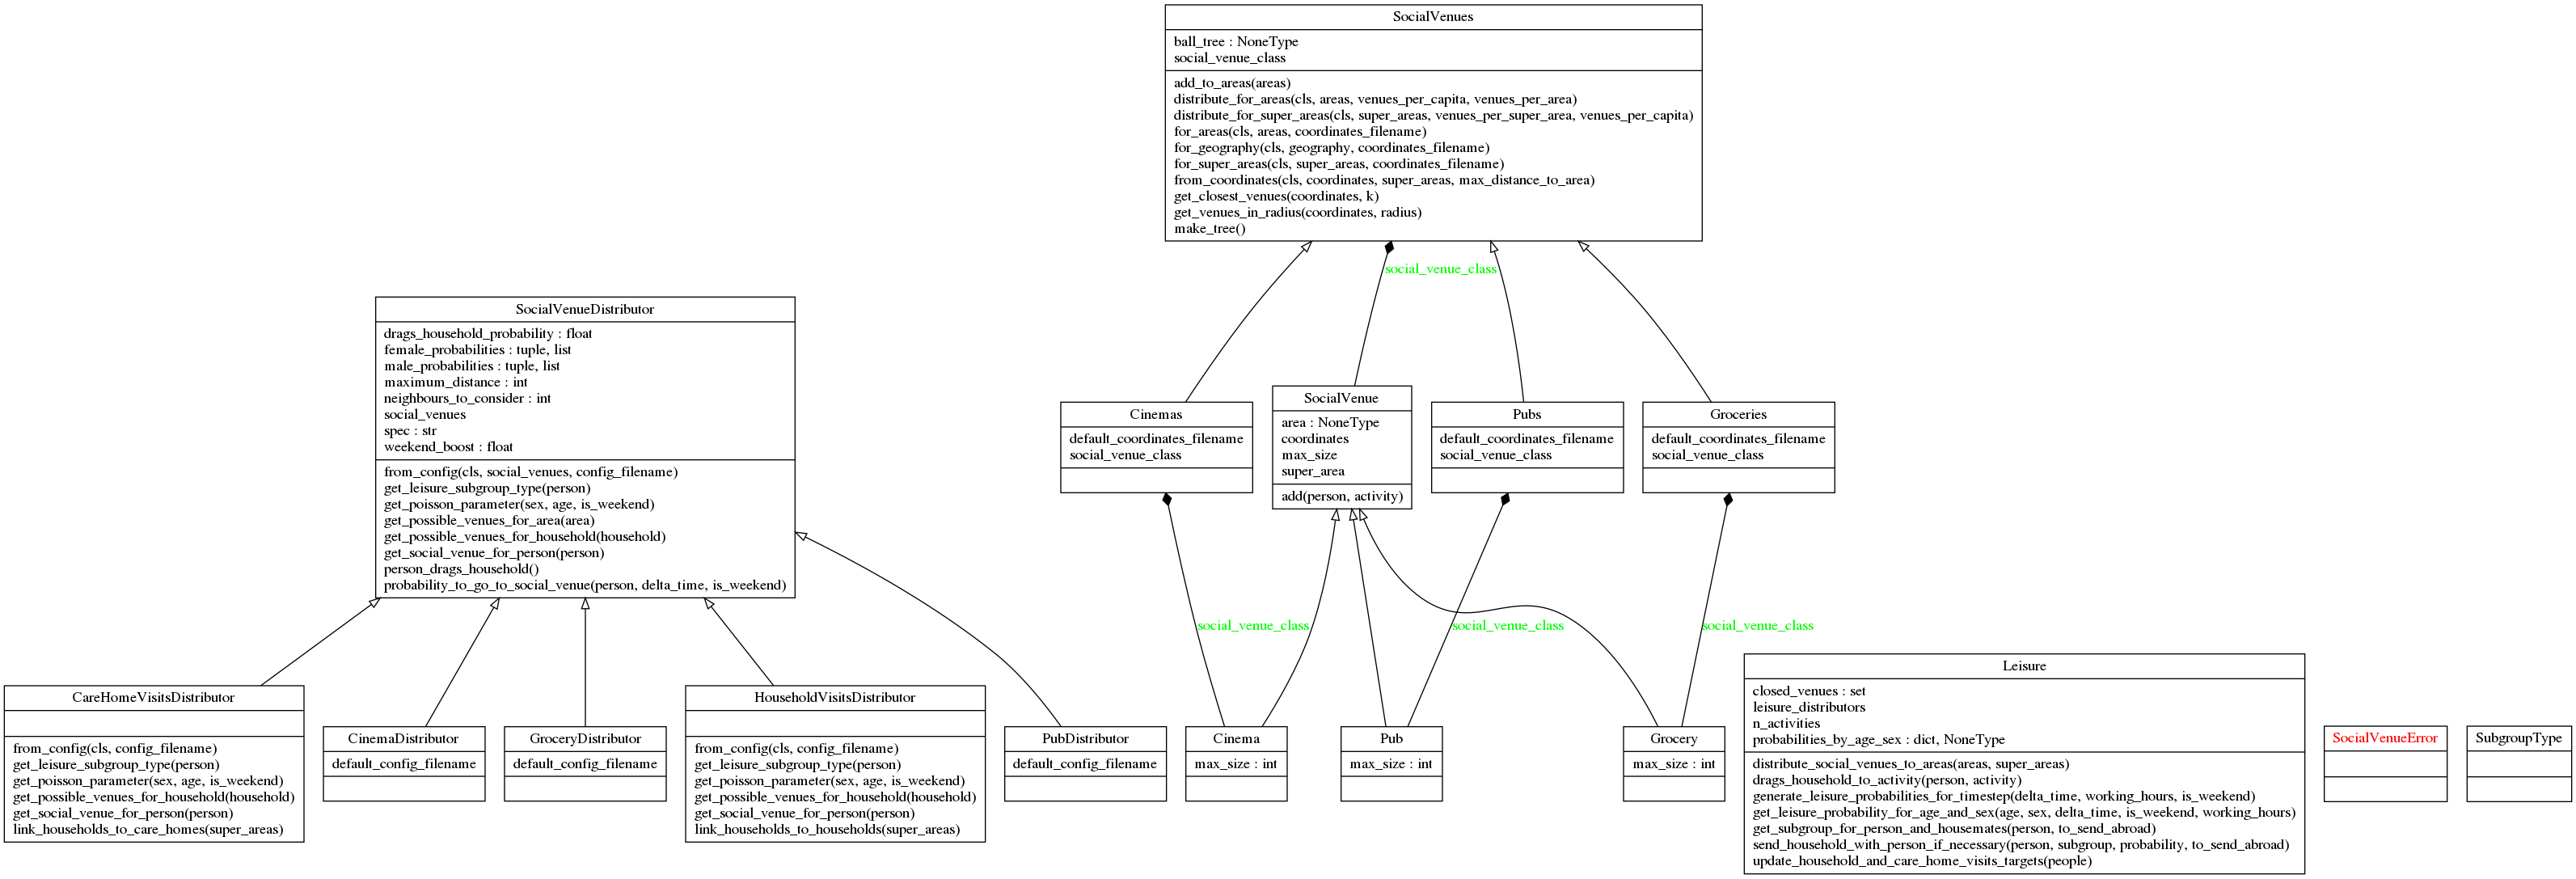 SocialVenues
ball_tree : NoneType
social_venue_class
add_to_areas(areas)
distribute_for_areas(cls, areas, venues_per_capita, venues_per_area)
distribute_for_super_areas(cls, super_areas, venues_per_super_area, venues_per_capita)
for_areas(cls, areas, coordinates_filename)
for_geography(cls, geography, coordinates_filename)
for_super_areas(cls, super_areas, coordinates_filename)
from_coordinates(cls, coordinates, super_areas, max_distance_to_area)
get_closest_venues(coordinates, k)
get_venues_in_radius(coordinates, radius)
make_tree()
social_venue_class
SocialVenueDistributor
drags_household_probability : float
female_probabilities : tuple, list
male_probabilities : tuple, list
maximum_distance : int
neighbours_to_consider : int
social_venues
spec : str
weekend_boost : float
from_config(cls, social_venues, config_filename)
get_leisure_subgroup_type(person)
get_poisson_parameter(sex, age, is_weekend)
get_possible_venues_for_area(area)
get_possible_venues_for_household(household)
get_social_venue_for_person(person)
person_drags_household()
probability_to_go_to_social_venue(person, delta_time, is_weekend)
Cinemas
default_coordinates_filename
social_venue_class
SocialVenue
area : NoneType
coordinates
max_size
super_area
add(person, activity)
Pubs
default_coordinates_filename
social_venue_class
Groceries
default_coordinates_filename
social_venue_class
social_venue_class
social_venue_class
social_venue_class
CareHomeVisitsDistributor
from_config(cls, config_filename)
get_leisure_subgroup_type(person)
get_poisson_parameter(sex, age, is_weekend)
get_possible_venues_for_household(household)
get_social_venue_for_person(person)
link_households_to_care_homes(super_areas)
CinemaDistributor
default_config_filename
GroceryDistributor
default_config_filename
HouseholdVisitsDistributor
from_config(cls, config_filename)
get_leisure_subgroup_type(person)
get_poisson_parameter(sex, age, is_weekend)
get_possible_venues_for_household(household)
get_social_venue_for_person(person)
link_households_to_households(super_areas)
PubDistributor
default_config_filename
Cinema
max_size : int
Pub
max_size : int
Grocery
max_size : int
Leisure
closed_venues : set
leisure_distributors
n_activities
probabilities_by_age_sex : dict, NoneType
distribute_social_venues_to_areas(areas, super_areas)
drags_household_to_activity(person, activity)
generate_leisure_probabilities_for_timestep(delta_time, working_hours, is_weekend)
get_leisure_probability_for_age_and_sex(age, sex, delta_time, is_weekend, working_hours)
get_subgroup_for_person_and_housemates(person, to_send_abroad)
send_household_with_person_if_necessary(person, subgroup, probability, to_send_abroad)
update_household_and_care_home_visits_targets(people)
SocialVenueError
SubgroupType